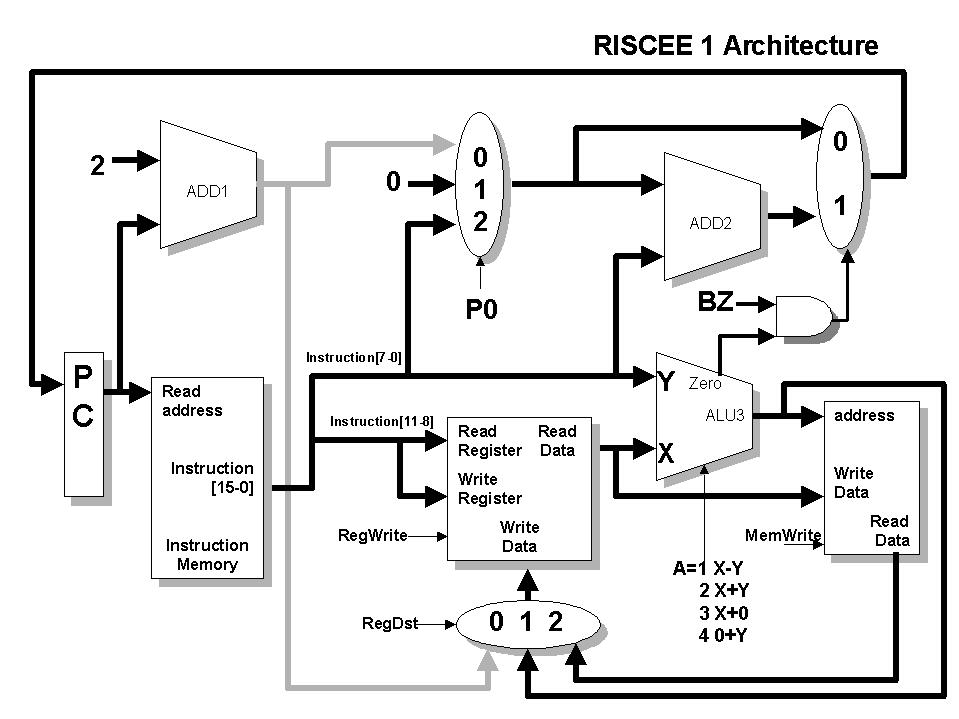 RISCEE 1 Architecture
2
ADD1
0
0
1
2
P0
ADD2
0
1
BZ
P
C
Read
address
Instruction
[15-0]
Instruction
Memory
Instruction[7-0]
Instruction[11-8]
Read
Register
Read
Data
Write
Register
Write
Data
RegWrite
RegDst
0 1 2
Y
Zero
ALU3
X
A=1 X-Y
2 X+Y
3 X+0
4 0+Y
address
Write
Data
Read
Data
MemWrite